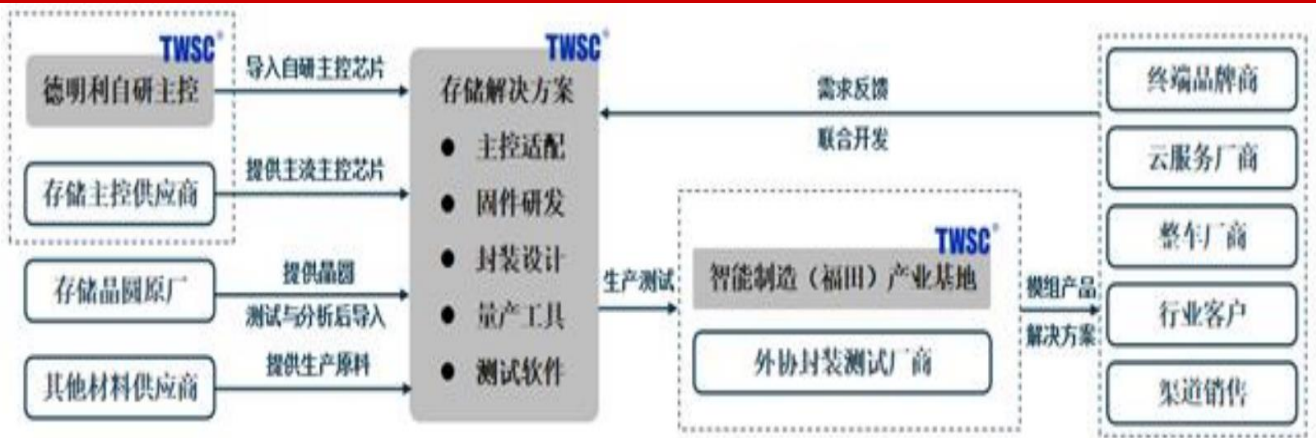 TWSC®
德明利自研主控
存储主控供应商
存储晶圆原厂
其他材料供应商
导入自研主控芯片
提供主流主控芯片
提供晶圆
测试与分析后导入
提供生产原料
TWSC®
存储解决方案
● 主控适配
● 固件研发
● 封装设计
● 量产工具
● 测试软件
需求反馈
联合开发
生产测试
TWSC®
智能制造（福田）产业基地
外协封装测试厂商
模组产品
解决方案
终端品牌商
云服务厂商
整车厂商
行业客户
渠道销售